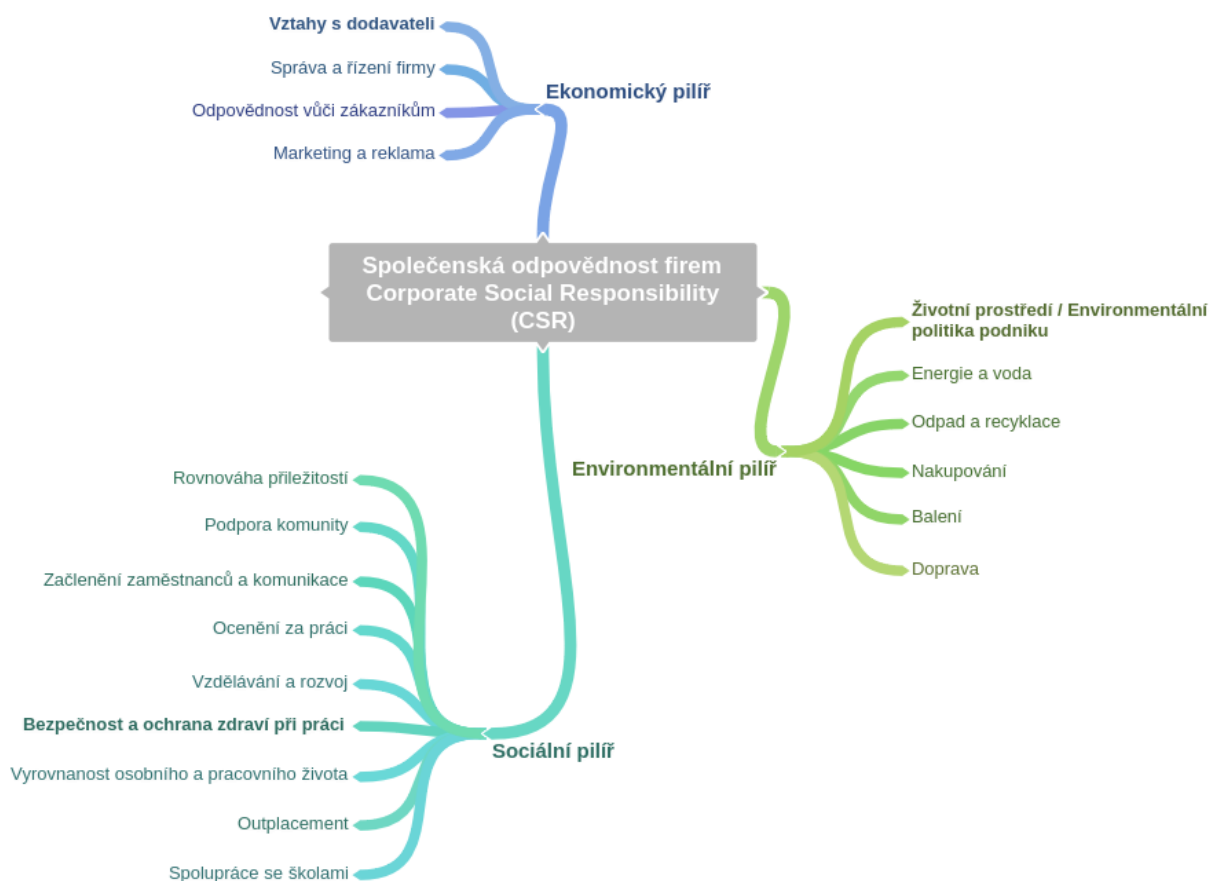 Vztahy s dodavateli
Správa a řízení firmy
Odpovědnost vůči zákazníkům
Marketing a reklama
Ekonomický pilíř
Společenská odpovědnost firem
Corporate Social Responsibility
(CSR)
Životní prostředí / Environmentální
politika podniku
Energie a voda
Odpad a recyklace
Nakupování
Balení
Doprava
Environmentální pilíř
Rovnováha přiležitostí
Podpora komunity
Začlenění zaměstnanců a komunikace
Ocenění za práci
Vzdělávání a rozvoj
Bezpečnost a ochrana zdraví při práci
Vyrovnanost osobního a pracovního života
Outplacement
Spolupráce se školami
Sociální pilíř